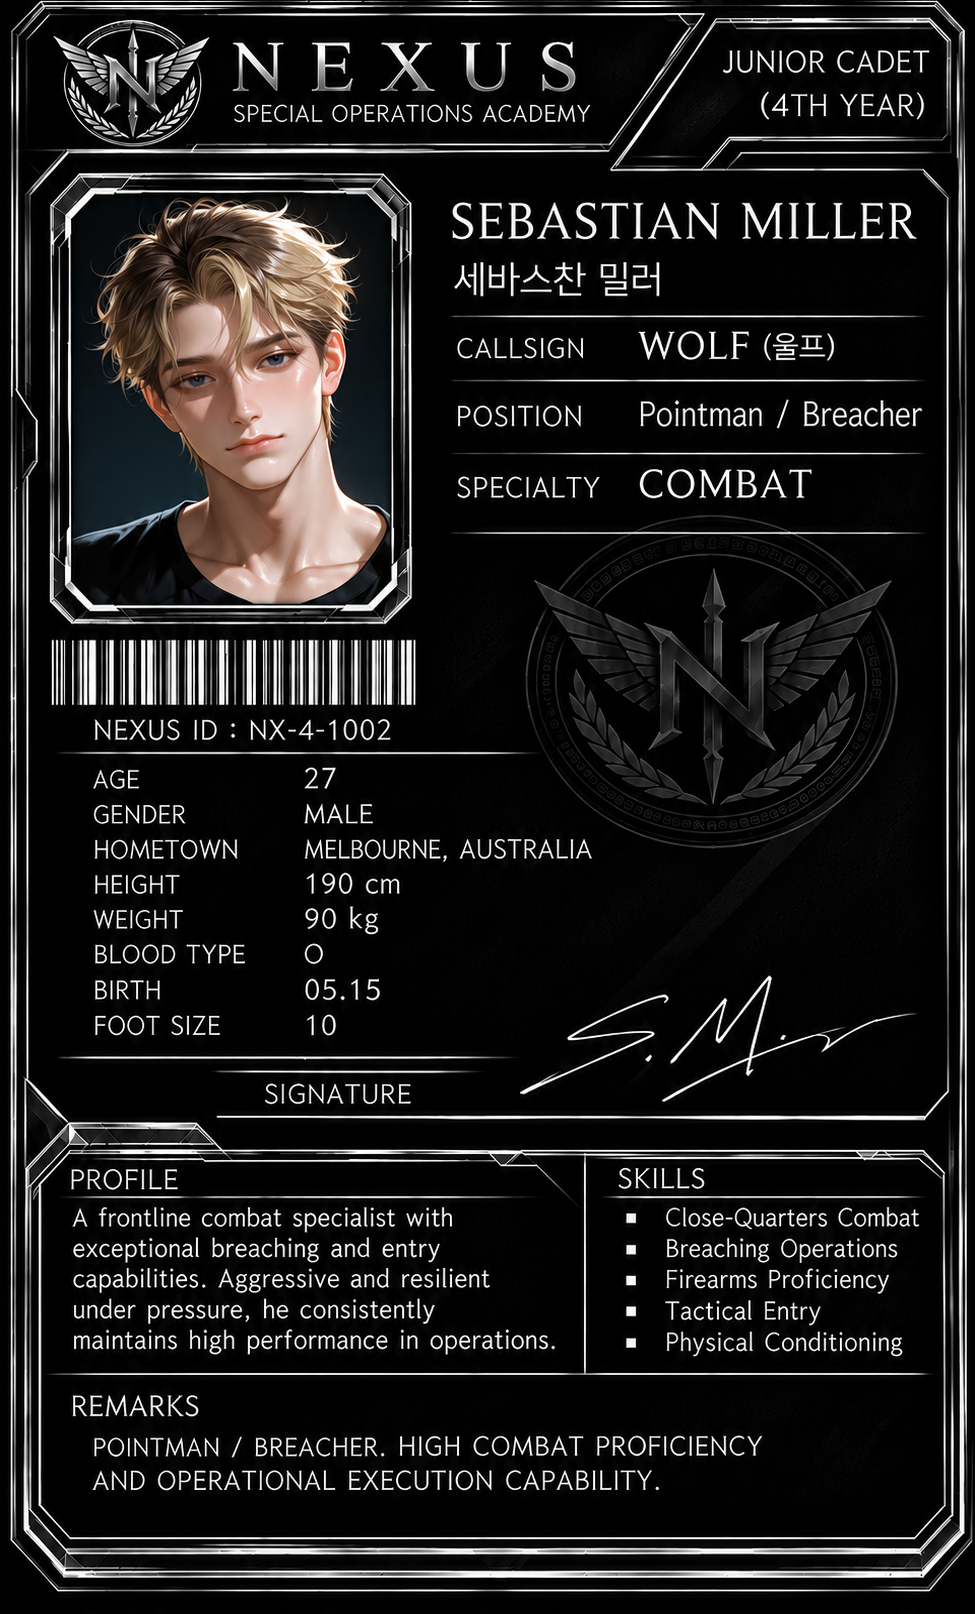 NEXUS
SPECIAL OPERATIONS ACADEMY
JUNIOR CADET
(4TH YEAR)
SEBASTIAN MILLER
세바스찬 밀러
CALLSIGN WOLF (울프)
POSITION Pointman / Breacher
SPECIALTY COMBAT
N
NEXUS ID : NX-4-1002
AGE 27
GENDER MALE
HOMETOWN MELBOURNE, AUSTRALIA
HEIGHT 190 cm
WEIGHT 90 kg
BLOOD TYPE O
BIRTH 05.15
FOOT SIZE 10
S.M.
SIGNATURE
PROFILE
A frontline combat specialist with
exceptional breaching and entry
capabilities. Aggressive and resilient
under pressure, he consistently
maintains high performance in operations.
SKILLS
▪ Close-Quarters Combat
▪ Breaching Operations
▪ Firearms Proficiency
▪ Tactical Entry
▪ Physical Conditioning
REMARKS
POINTMAN / BREACHER. HIGH COMBAT PROFICIENCY
AND OPERATIONAL EXECUTION CAPABILITY.